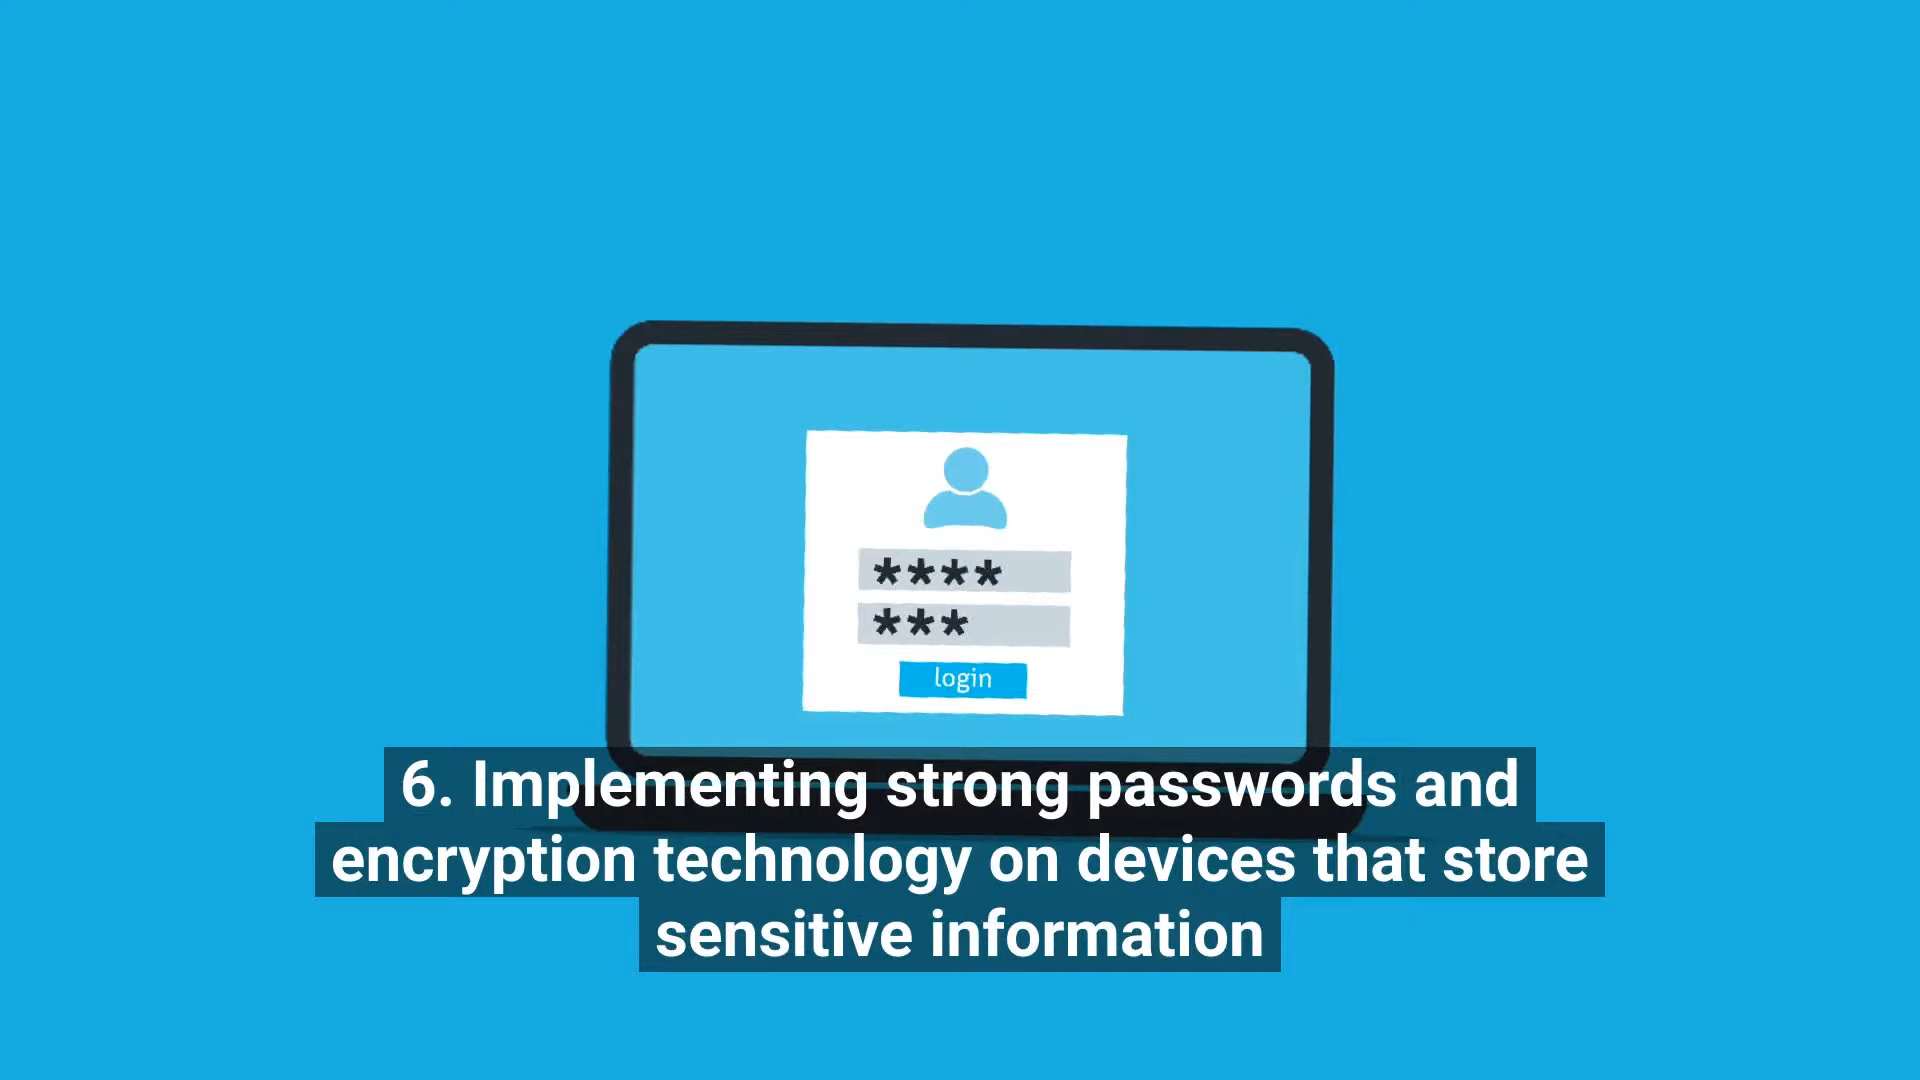 ****
***
login
6. Implementing strong passwords and
encryption technology on devices that store
sensitive information